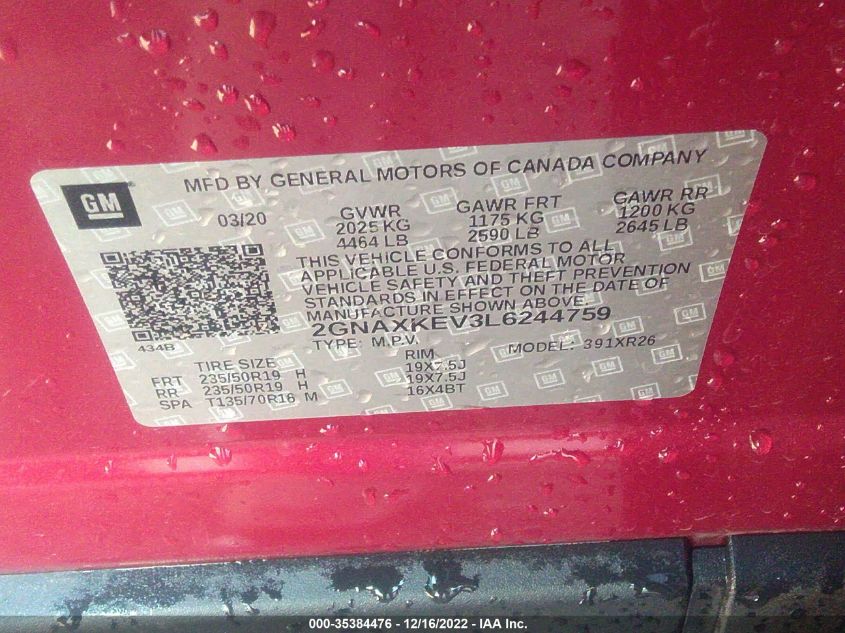 GM
MFD BY GENERAL MOTORS OF CANADA COMPANY
03/20 GVWR GAWR FRT GAWR RR
2025 KG 1175 KG 1200 KG
4464 LB 2590 LB 2645 LB
THIS VEHICLE CONFORMS TO ALL
APPLICABLE U.S. FEDERAL MOTOR
VEHICLE SAFETY AND THEFT PREVENTION
STANDARDS IN EFFECT ON THE DATE OF
MANUFACTURE SHOWN ABOVE.
2GNAXKEV3L6244759
434B TYPE: M.P.V. MODEL: 391XR26
TIRE SIZE RIM
FRT 235/50R19 H 19X7.5J
RR 235/50R19 H 19X7.5J
SPA T135/70R16 M 16X4BT
000-35384476 - 12/16/2022 - IAA Inc.